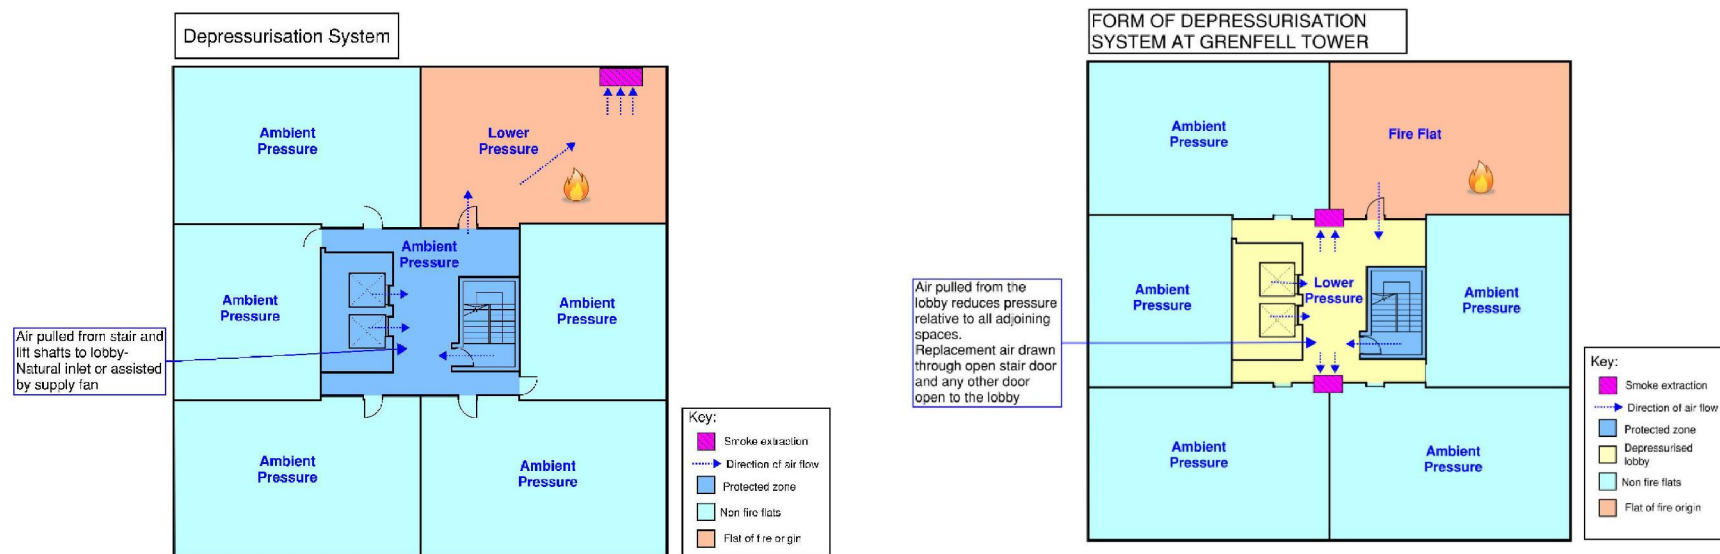 Depressurisation System
Ambient
Pressure
Lower
Pressure
Ambient
Pressure
Ambient
Pressure
Ambient
Pressure
Air pulled from stair and
lift shafts to lobby-
Natural inlet or assisted
by supply fan
Ambient
Pressure
Ambient
Pressure
Key:
Smoke extraction
Direction of air flow
Protected zone
Non fire flats
Flat of fire or gin
FORM OF DEPRESSURISATION
SYSTEM AT GRENFELL TOWER
Ambient
Pressure
Fire Flat
Air pulled from the
lobby reduces pressure
relative to all adjoining
spaces.
Replacement air drawn
through open stair door
and any other door
open to the lobby
Ambient
Pressure
Lower
Pressure
Ambient
Pressure
Ambient
Pressure
Ambient
Pressure
Key:
Smoke extraction
Direction of air flow
Protected zone
Depressurised
lobby
Non fire flats
Flat of fire origin